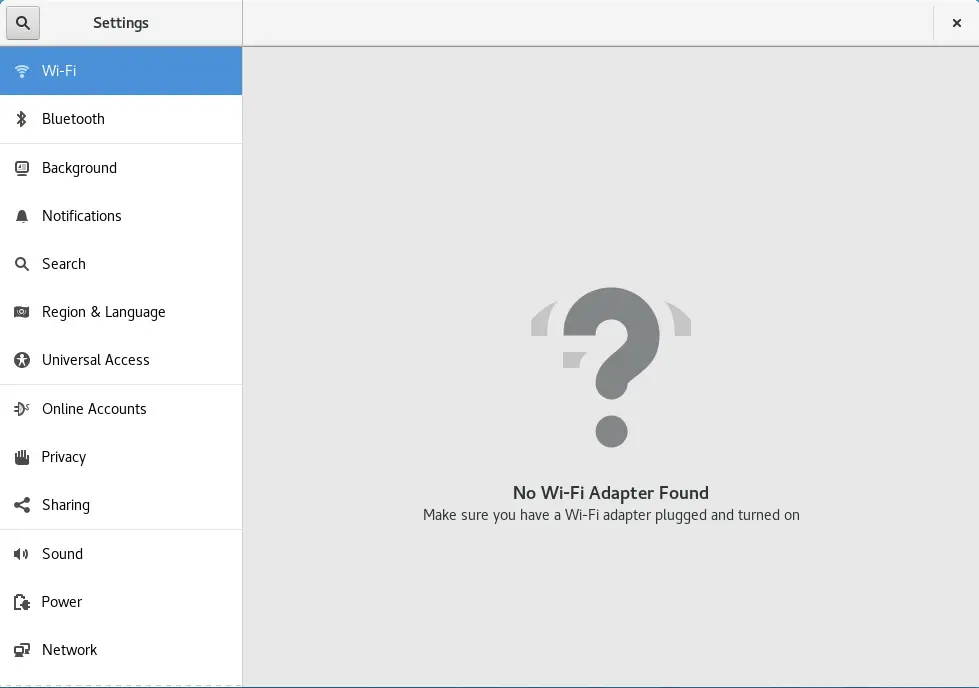 Settings
Wi-Fi
Bluetooth
Background
Notifications
Search
Region & Language
Universal Access
Online Accounts
Privacy
Sharing
Sound
Power
Network
No Wi-Fi Adapter Found
Make sure you have a Wi-Fi adapter plugged and turned on